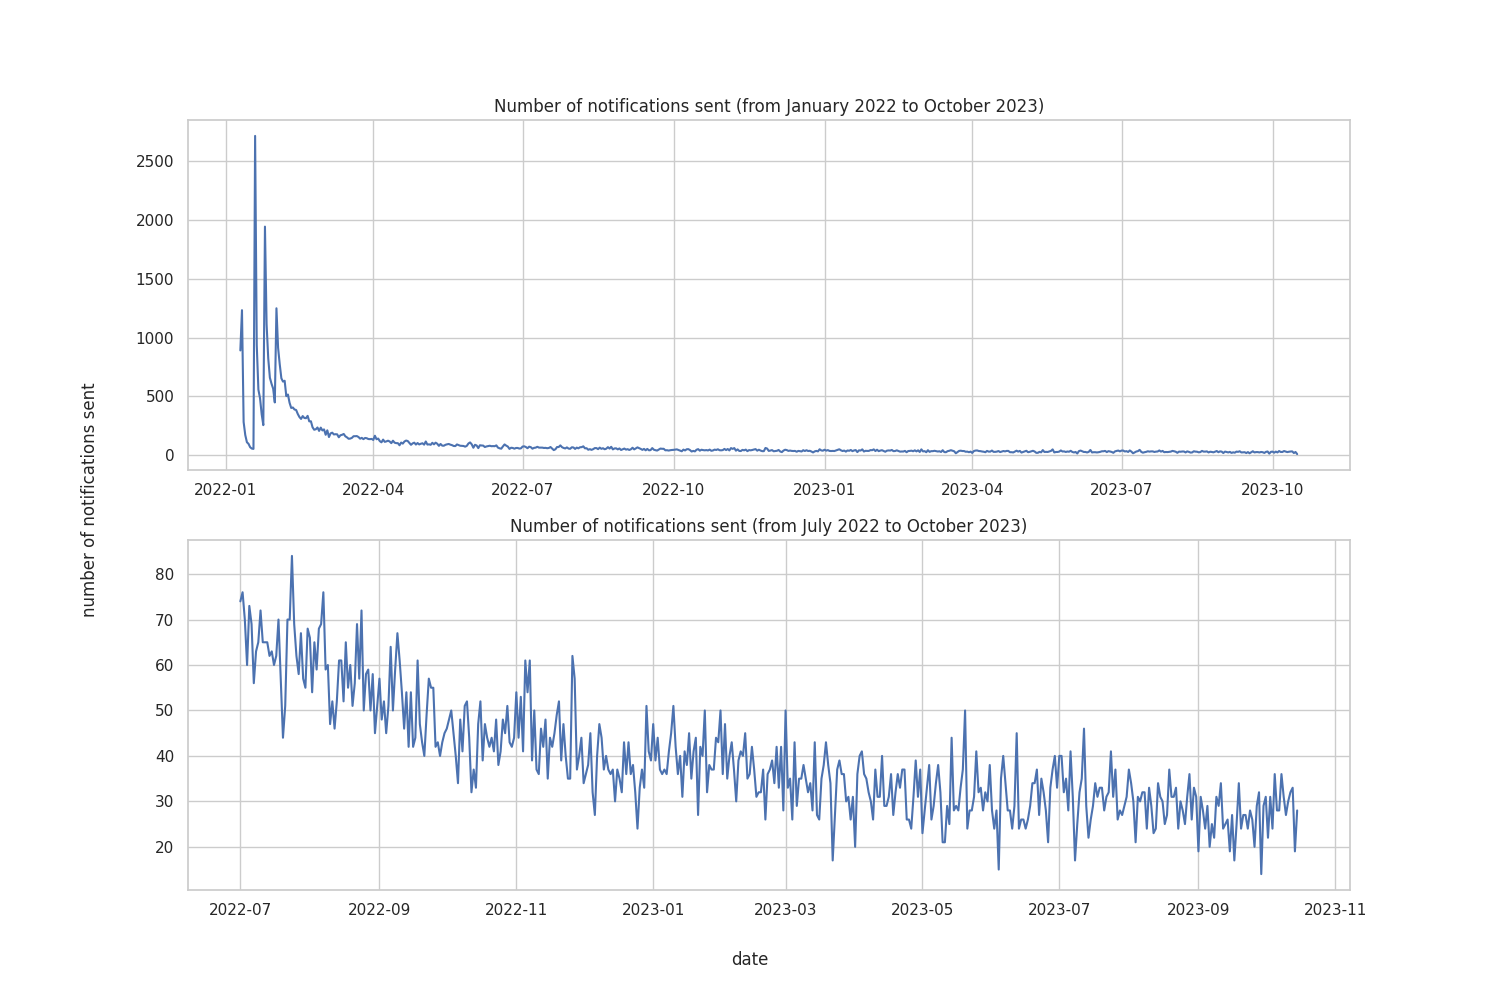 Number of notifications sent (from January 2022 to October 2023)
2500
2000
1500
1000
500
0
2022-01 2022-04 2022-07 2022-10 2023-01 2023-04 2023-07 2023-10
number of notifications sent
Number of notifications sent (from July 2022 to October 2023)
80
70
60
50
40
30
20
2022-07 2022-09 2022-11 2023-01 2023-03 2023-05 2023-07 2023-09 2023-11
date